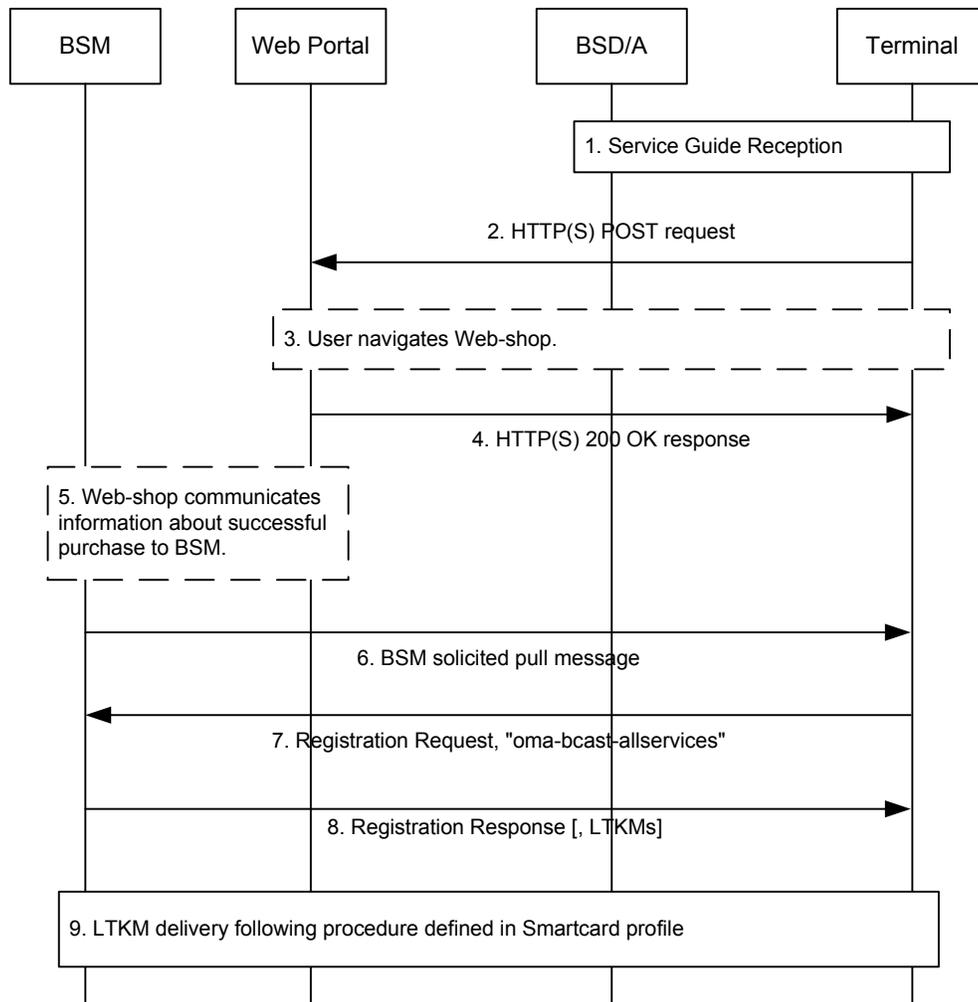 BSM
Web Portal
BSD/A
Terminal
1. Service Guide Reception
2. HTTP(S) POST request
3. User navigates Web-shop.
4. HTTP(S) 200 OK response
5. Web-shop communicates
information about successful
purchase to BSM.
6. BSM solicited pull message
7. Registration Request, "oma-bcast-allservices"
8. Registration Response [, LTKMs]
9. LTKM delivery following procedure defined in Smartcard profile